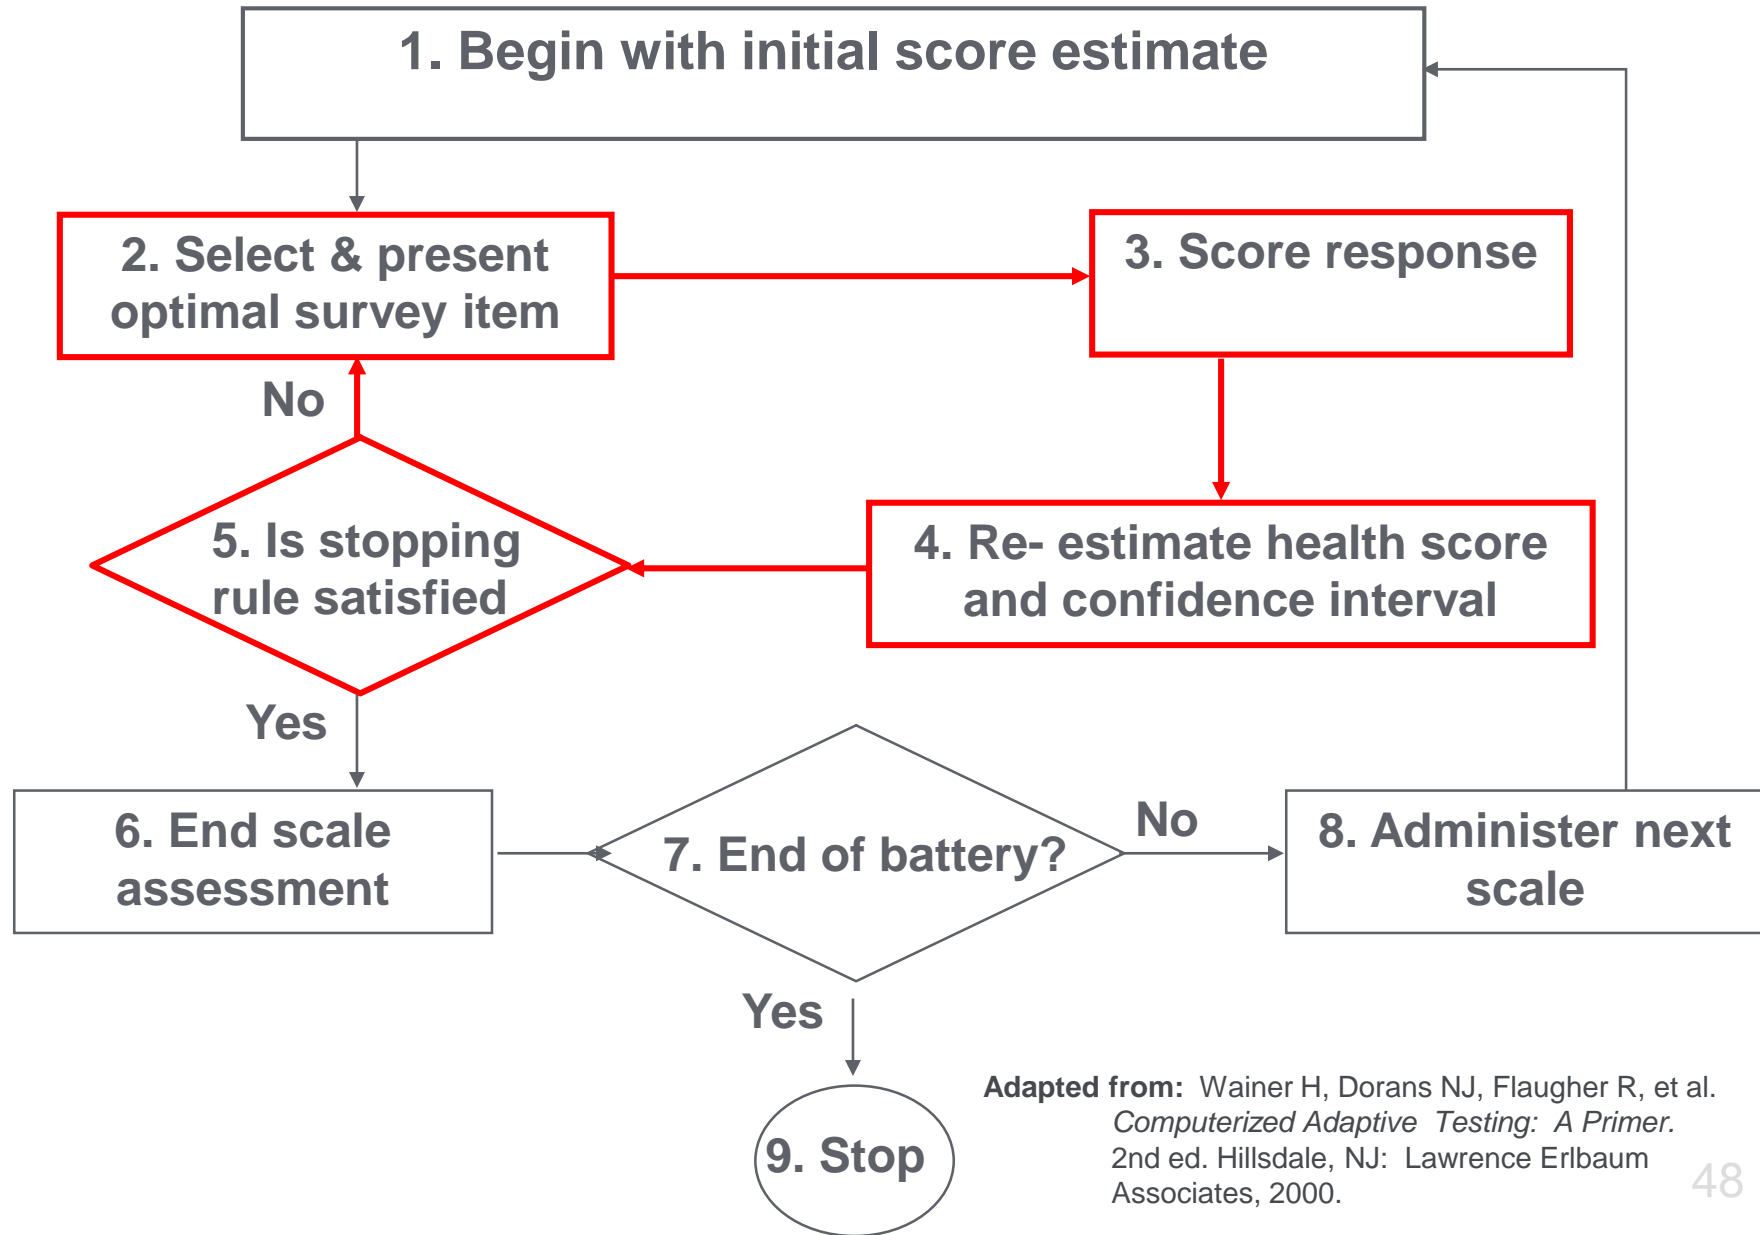 1. Begin with initial score estimate
2. Select & present
optimal survey item
3. Score response
No
5. Is stopping
rule satisfied
4. Re- estimate health score
and confidence interval
Yes
6. End scale
assessment
7. End of battery?
No
8. Administer next
scale
Yes
9. Stop
Adapted from: Wainer H, Dorans NJ, Flaugher R, et al.
Computerized Adaptive Testing: A Primer.
2nd ed. Hillsdale, NJ: Lawrence Erlbaum
Associates, 2000.
48